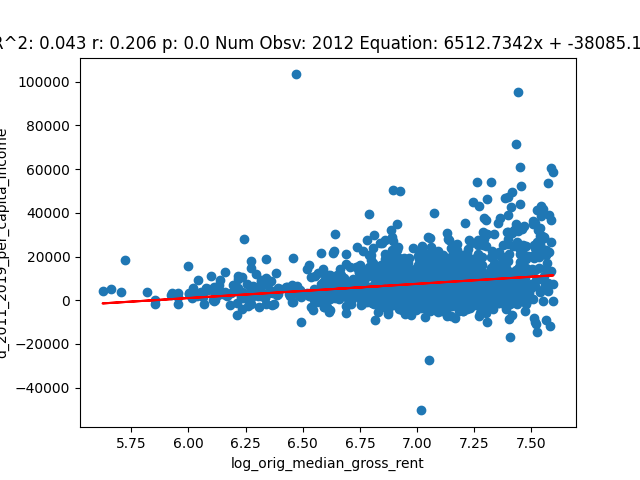 R^2: 0.043 r: 0.206 p: 0.0 Num Obsv: 2012 Equation: 6512.7342x + -38085.1
100000
80000
60000
40000
20000
0
−20000
−40000
d_2011_2019_per_capita_income
5.75 6.00 6.25 6.50 6.75 7.00 7.25 7.50
log_orig_median_gross_rent